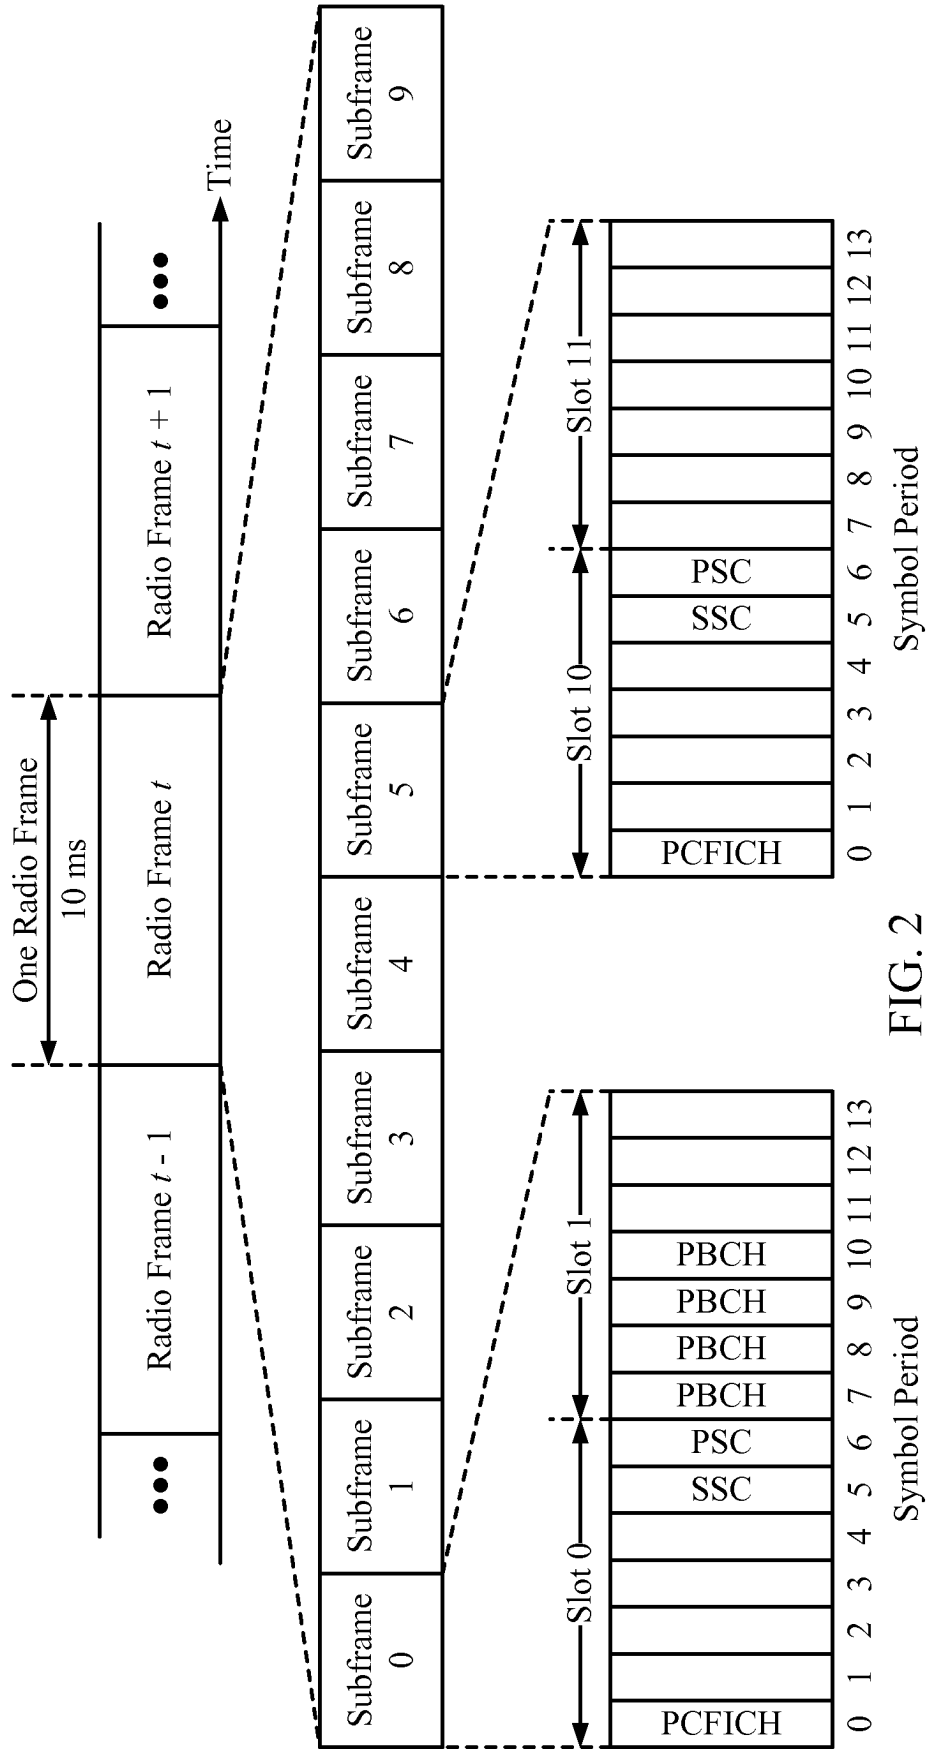 One Radio Frame
10 ms
Radio Frame t - 1
Radio Frame t
Radio Frame t + 1
Time
Subframe
0
Subframe
1
Subframe
2
Subframe
3
Subframe
4
Subframe
5
Subframe
6
Subframe
7
Subframe
8
Subframe
9
Slot 0
Slot 1
PCFICH
SSC
PSC
PBCH
PBCH
PBCH
PBCH
0 1 2 3 4 5 6 7 8 9 10 11 12 13
Symbol Period
Slot 10
Slot 11
PCFICH
SSC
PSC
0 1 2 3 4 5 6 7 8 9 10 11 12 13
Symbol Period
FIG. 2